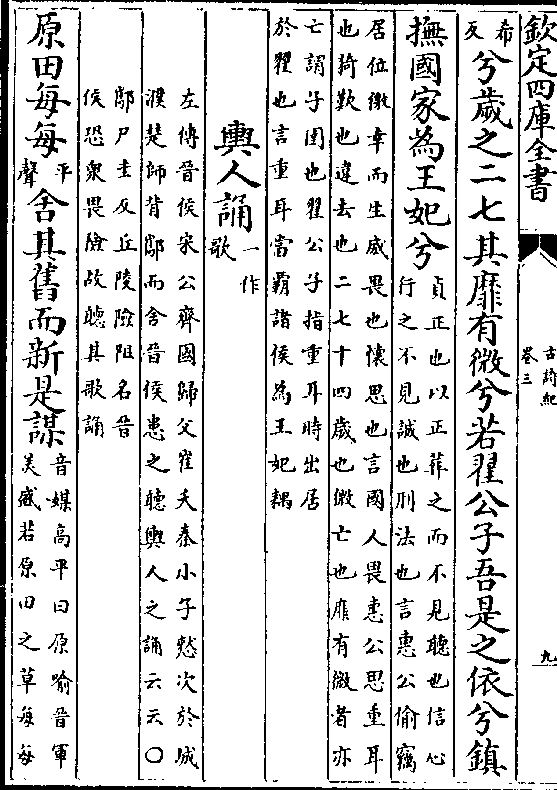 欽定四庫全書
古詩紀
卷三
九
希
反
兮歲之二七其靡有微兮若翟公子吾是之依兮鎮
撫國家為王妃兮
貞正也以正葬之而不見聽也信心
行之不見誠也刑法也言惠公偷竊
居位徼幸而生威畏也懷思也言國人畏惠公思重耳
也猗歎也違去也二七十四歲也微亡也靡有微者亦
亡謂子圉也翟公子指重耳時出居
於翟也言重耳當霸諸侯為王妃耦
輿人誦
一作
歌
左傳晉侯宋公齊國歸父崔夭秦小子憖次於城
濮楚師背酅而舍晉侯患之聽輿人之誦云云○
酅戸圭反丘陵險阻名晉
侯恐衆畏險故聽其歌誦
原田每每
平
聲
舍其舊而新是謀
音媒高平曰原喻晉軍
美盛若原田之草每每